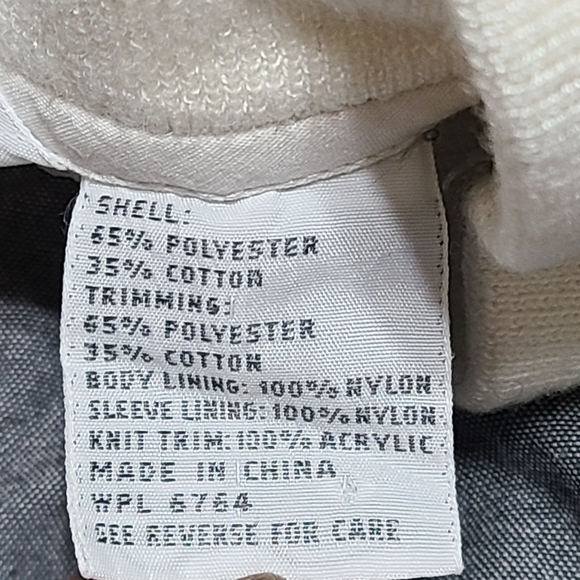 SHELL:
65% POLYESTER
35% COTTON
TRIMMING:
65% POLYESTER
35% COTTON
BODY LINING: 100% NYLON
SLEEVE LINING: 100% NYLON
KNIT TRIM: 100% ACRYLIC
MADE IN CHINA
WPL 6764
SEE REVERSE FOR CARE